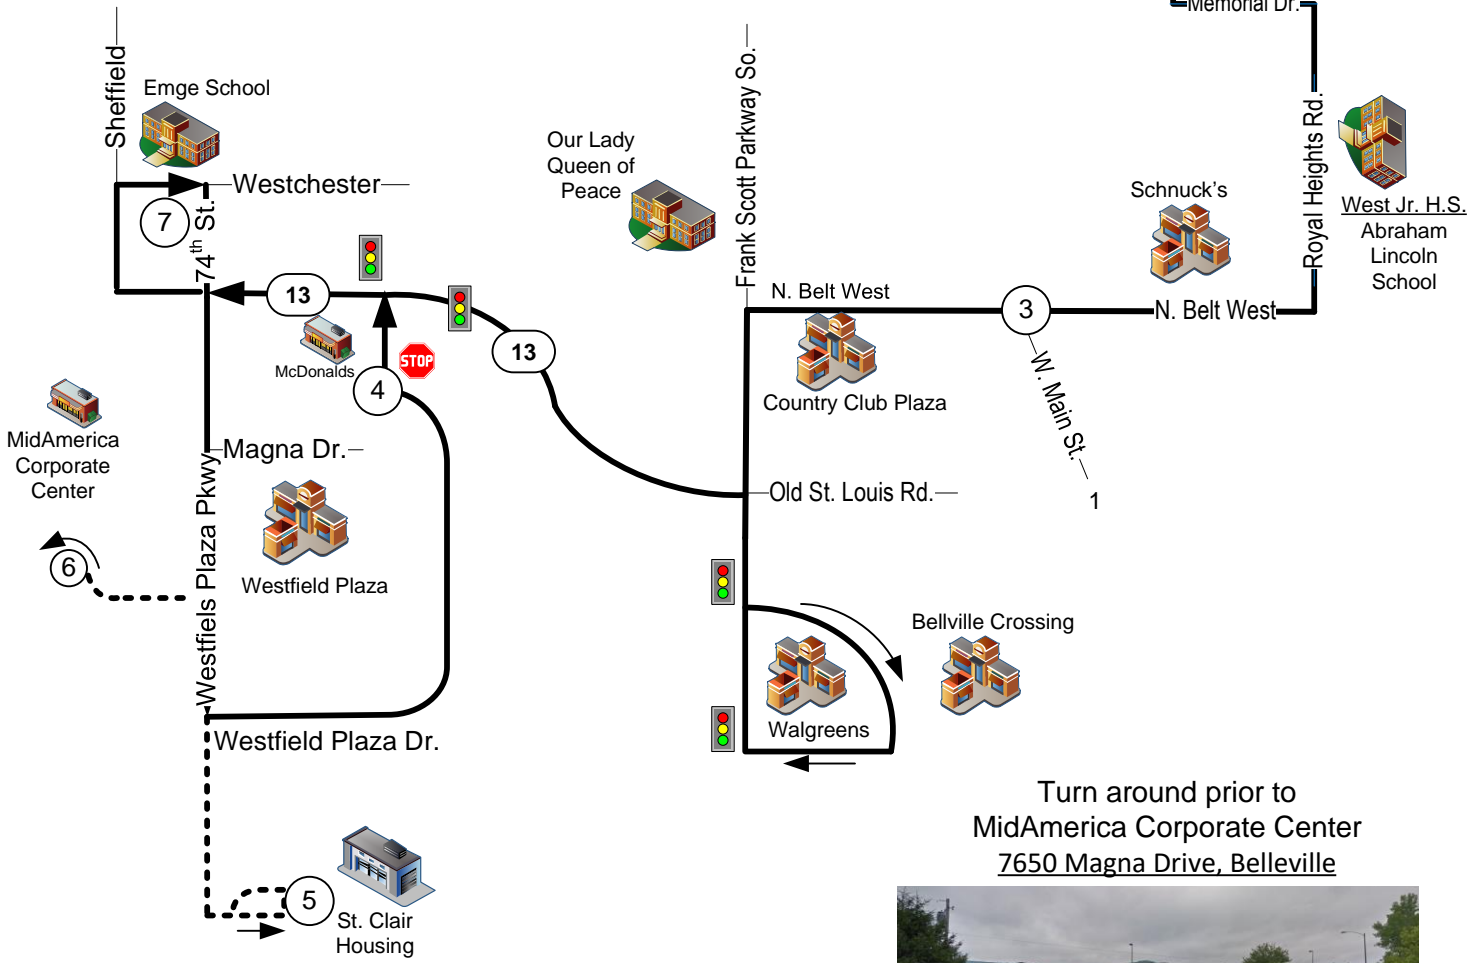 Memorial Dr.
Sheffield
Emge School
Frank Scott Parkway So.
Royal Heights Rd.
Our Lady
Queen of
Peace
Schnuck's
West Jr. H.S.
Abraham
Lincoln
School
Westchester
7
74th St.
13
N. Belt West
3
N. Belt West
McDonalds
STOP
13
4
W. Main St.
1
Country Club Plaza
MidAmerica
Corporate
Center
Magna Dr.
Old St. Louis Rd.
Westfiels Plaza Pkwy
6
Westfield Plaza
Bellville Crossing
Walgreens
Westfield Plaza Dr.
Turn around prior to
MidAmerica Corporate Center
7650 Magna Drive, Belleville
5
St. Clair
Housing